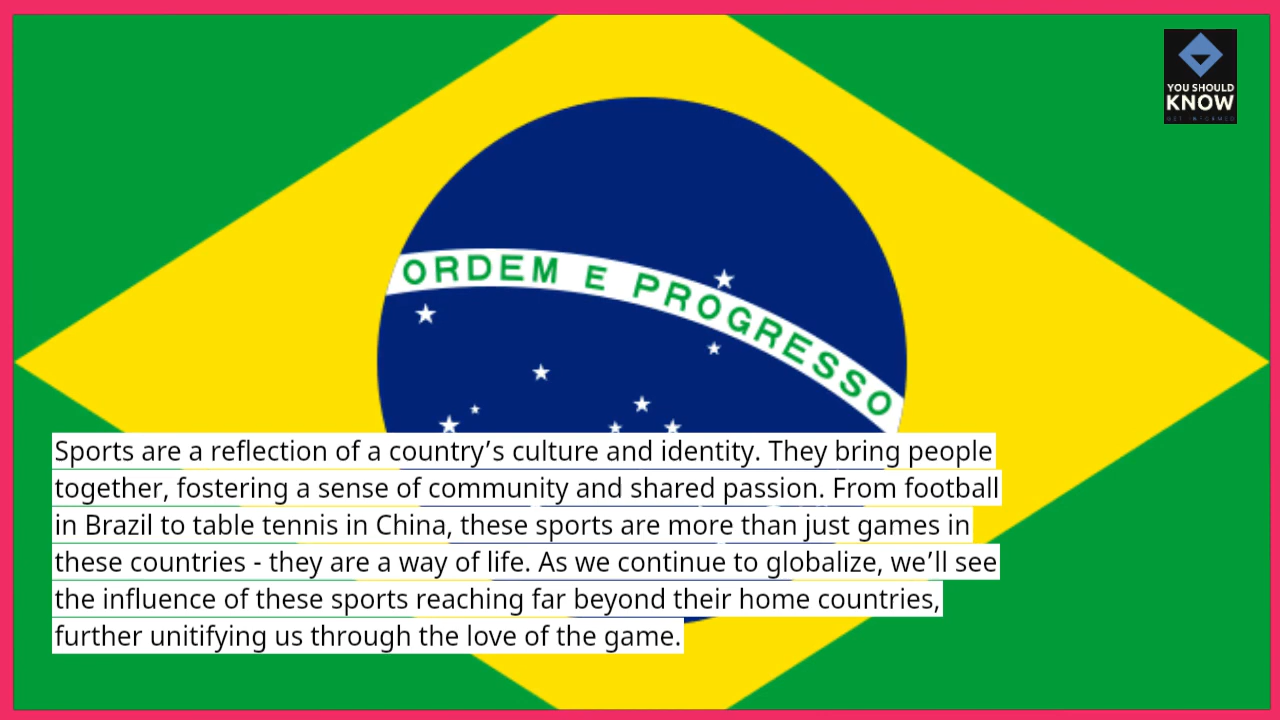 YOU SHOULD
KNOW
GET INFORMED
ORDEM E PROGRESSO
Sports are a reflection of a country’s culture and identity. They bring people
together, fostering a sense of community and shared passion. From football
in Brazil to table tennis in China, these sports are more than just games in
these countries - they are a way of life. As we continue to globalize, we’ll see
the influence of these sports reaching far beyond their home countries,
further unitifying us through the love of the game.